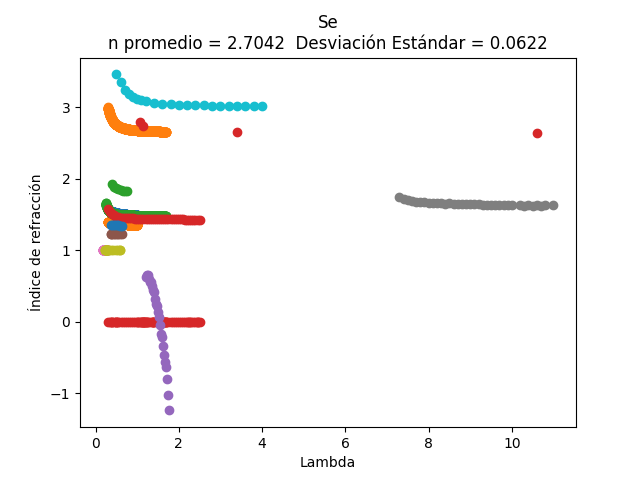 Se
n promedio = 2.7042  Desviación Estándar = 0.0622
Índice de refracción
3
2
1
0
−1
0 2 4 6 8 10
Lambda